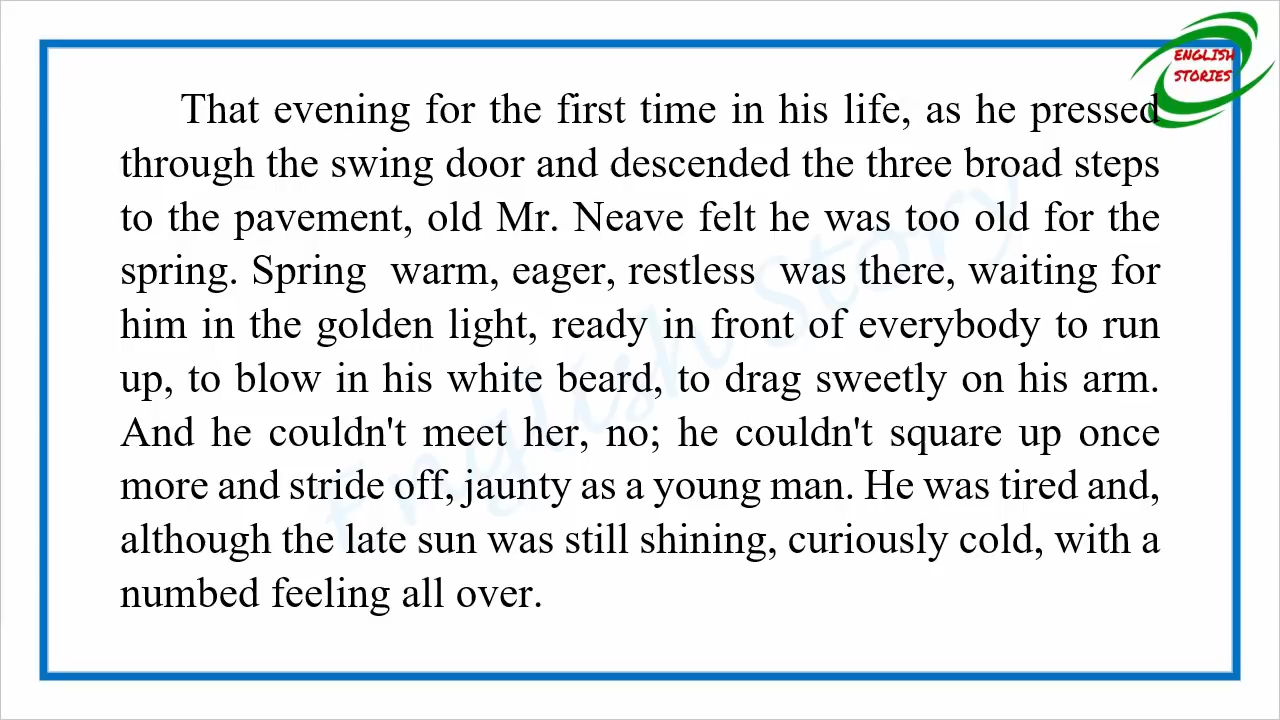 ENGLISH
STORIES
That evening for the first time in his life, as he pressed
through the swing door and descended the three broad steps
to the pavement, old Mr. Neave felt he was too old for the
spring. Spring  warm, eager, restless  was there, waiting for
him in the golden light, ready in front of everybody to run
up, to blow in his white beard, to drag sweetly on his arm.
And he couldn't meet her, no; he couldn't square up once
more and stride off, jaunty as a young man. He was tired and,
although the late sun was still shining, curiously cold, with a
numbed feeling all over.
English Story